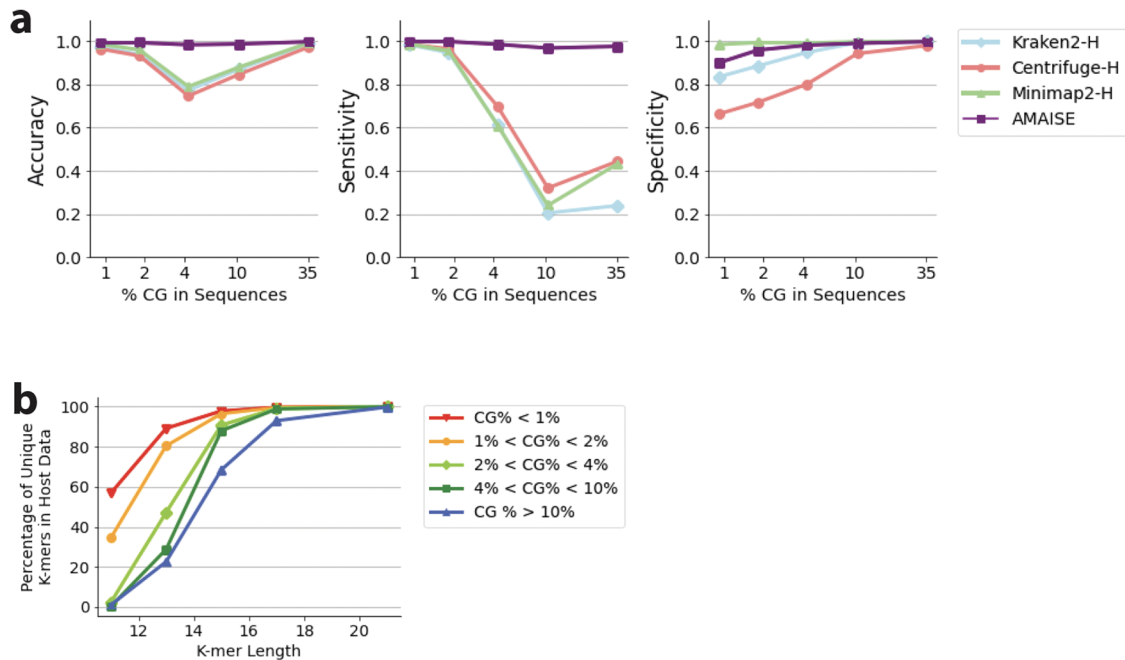 a
Accuracy
1.0
0.8
0.6
0.4
0.2
0.0
1 2 4 10 35
% CG in Sequences
Sensitivity
1.0
0.8
0.6
0.4
0.2
0.0
1 2 4 10 35
% CG in Sequences
Specificity
1.0
0.8
0.6
0.4
0.2
0.0
1 2 4 10 35
% CG in Sequences
Kraken2-H
Centrifuge-H
Minimap2-H
AMAISE
b
Percentage of Unique
K-mers in Host Data
100
80
60
40
20
0
12 14 16 18 20
K-mer Length
CG% < 1%
1% < CG% < 2%
2% < CG% < 4%
4% < CG% < 10%
CG % > 10%